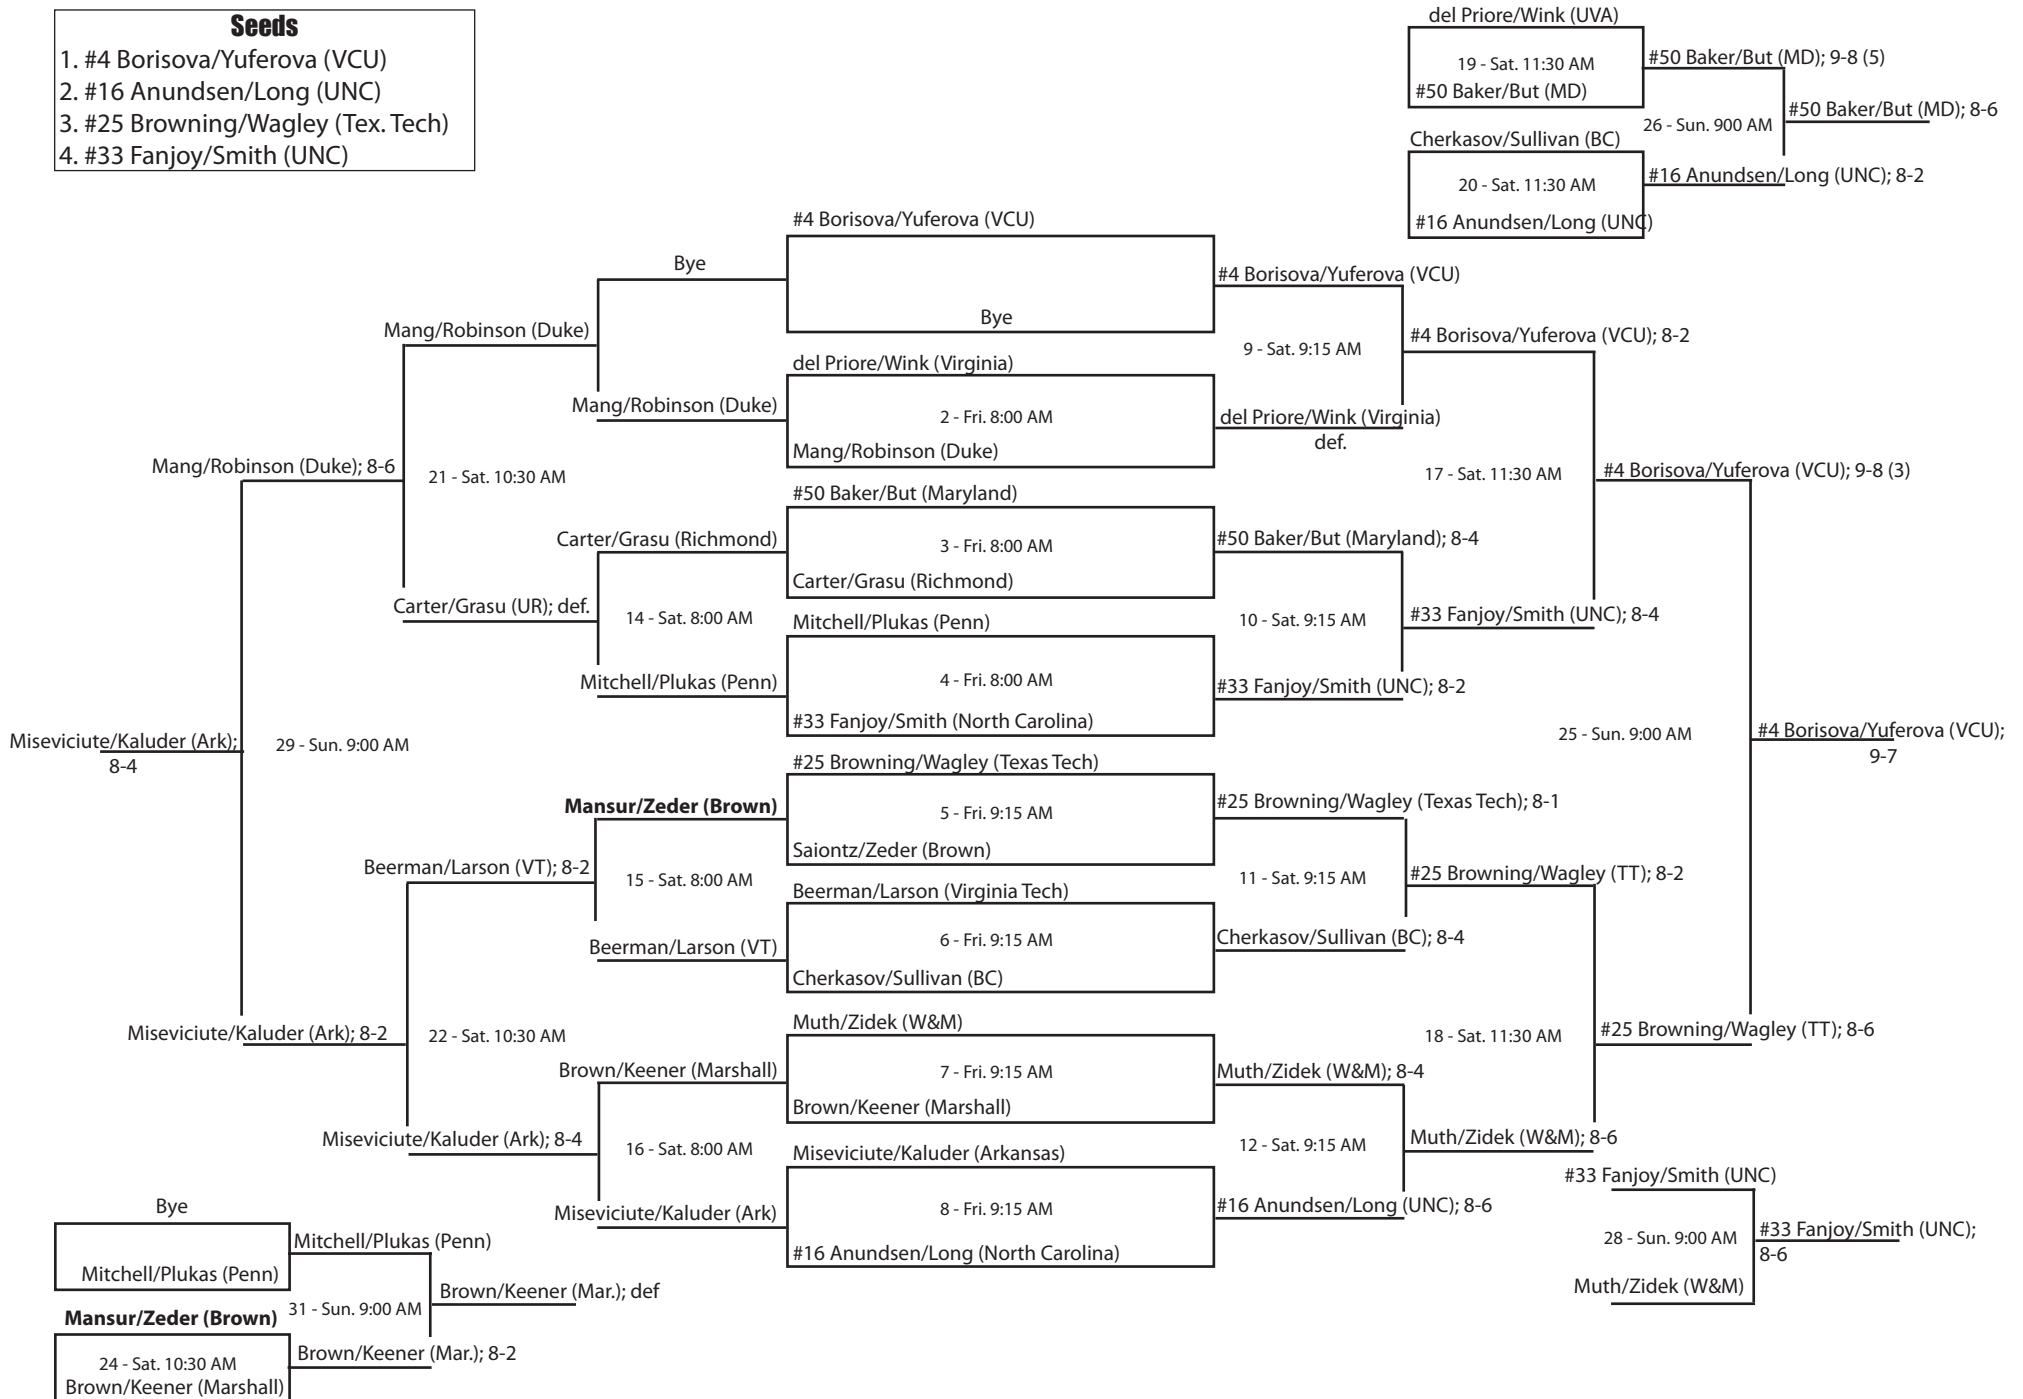 Seeds
1. #4 Borisova/Yuferova (VCU)
2. #16 Anundsen/Long (UNC)
3. #25 Browning/Wagley (Tex. Tech)
4. #33 Fanjoy/Smith (UNC)
del Priore/Wink (UVA)
19 - Sat. 11:30 AM
#50 Baker/But (MD)
#50 Baker/But (MD); 9-8 (5)
26 - Sun. 900 AM
#50 Baker/But (MD); 8-6
Cherkasov/Sullivan (BC)
20 - Sat. 11:30 AM
#16 Anundsen/Long (UNC)
#16 Anundsen/Long (UNC); 8-2
#4 Borisova/Yuferova (VCU)
Bye
del Priore/Wink (Virginia)
2 - Fri. 8:00 AM
Mang/Robinson (Duke)
#50 Baker/But (Maryland)
3 - Fri. 8:00 AM
Carter/Grasu (Richmond)
Mitchell/Plukas (Penn)
4 - Fri. 8:00 AM
#33 Fanjoy/Smith (North Carolina)
#25 Browning/Wagley (Texas Tech)
5 - Fri. 9:15 AM
Saiontz/Zeder (Brown)
Beerman/Larson (Virginia Tech)
6 - Fri. 9:15 AM
Cherkasov/Sullivan (BC)
Muth/Zidek (W&M)
7 - Fri. 9:15 AM
Brown/Keener (Marshall)
Miseviciute/Kaluder (Arkansas)
8 - Fri. 9:15 AM
#16 Anundsen/Long (North Carolina)
#4 Borisova/Yuferova (VCU)
9 - Sat. 9:15 AM
del Priore/Wink (Virginia)
def.
#50 Baker/But (Maryland); 8-4
10 - Sat. 9:15 AM
#33 Fanjoy/Smith (UNC); 8-2
#25 Browning/Wagley (Texas Tech); 8-1
11 - Sat. 9:15 AM
Cherkasov/Sullivan (BC); 8-4
Muth/Zidek (W&M); 8-4
12 - Sat. 9:15 AM
#16 Anundsen/Long (UNC); 8-6
#4 Borisova/Yuferova (VCU); 8-2
17 - Sat. 11:30 AM
#33 Fanjoy/Smith (UNC); 8-4
#25 Browning/Wagley (TT); 8-2
18 - Sat. 11:30 AM
Muth/Zidek (W&M); 8-6
#4 Borisova/Yuferova (VCU); 9-8 (3)
25 - Sun. 9:00 AM
#25 Browning/Wagley (TT); 8-6
#4 Borisova/Yuferova (VCU);
9-7
#33 Fanjoy/Smith (UNC)
28 - Sun. 9:00 AM
Muth/Zidek (W&M)
#33 Fanjoy/Smith (UNC);
8-6
Bye
Mang/Robinson (Duke)
Carter/Grasu (Richmond)
14 - Sat. 8:00 AM
Mitchell/Plukas (Penn)
Mansur/Zeder (Brown)
15 - Sat. 8:00 AM
Beerman/Larson (VT)
Brown/Keener (Marshall)
16 - Sat. 8:00 AM
Miseviciute/Kaluder (Ark)
Mang/Robinson (Duke)
21 - Sat. 10:30 AM
Carter/Grasu (UR); def.
Beerman/Larson (VT); 8-2
22 - Sat. 10:30 AM
Miseviciute/Kaluder (Ark); 8-4
Mang/Robinson (Duke); 8-6
29 - Sun. 9:00 AM
Miseviciute/Kaluder (Ark); 8-2
Miseviciute/Kaluder (Ark);
8-4
Bye
Mitchell/Plukas (Penn)
Mitchell/Plukas (Penn)
31 - Sun. 9:00 AM
Brown/Keener (Mar.); def
Mansur/Zeder (Brown)
24 - Sat. 10:30 AM
Brown/Keener (Marshall)
Brown/Keener (Mar.); 8-2